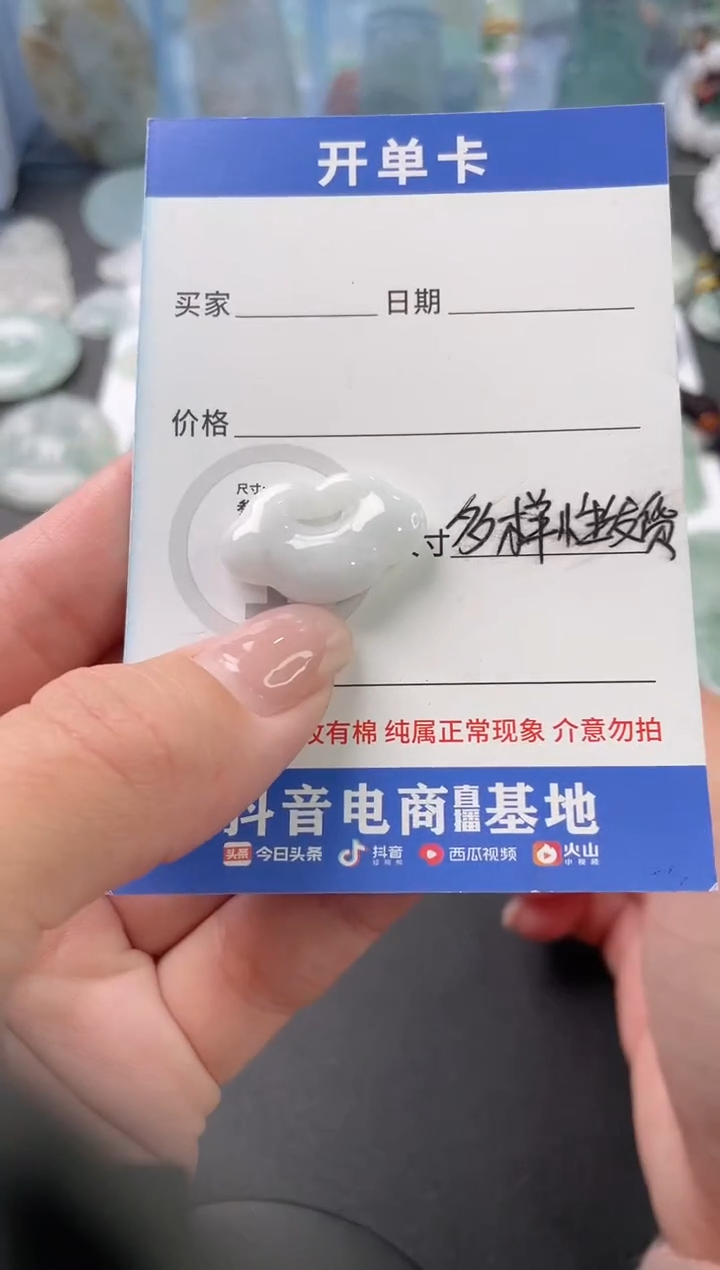 开单卡
买家 日期
价格
尺寸
寸 多样性发货
有棉 纯属正常现象 介意勿拍
抖音电商直播基地
头条 今日头条 抖音 西瓜视频 火山